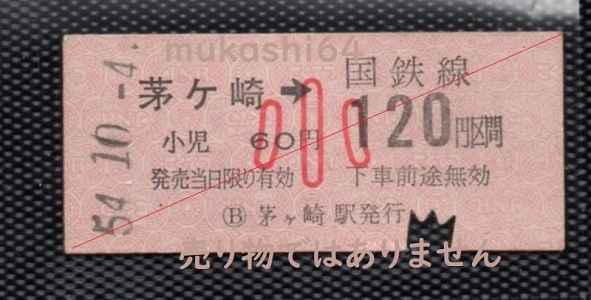 mukashi64
54.10.-4.
茅ケ崎→国鉄線
小 120円区間
小児 60円
発売当日限り有効 下車前途無効
Ⓑ 茅ヶ崎駅発行
売り物ではありません